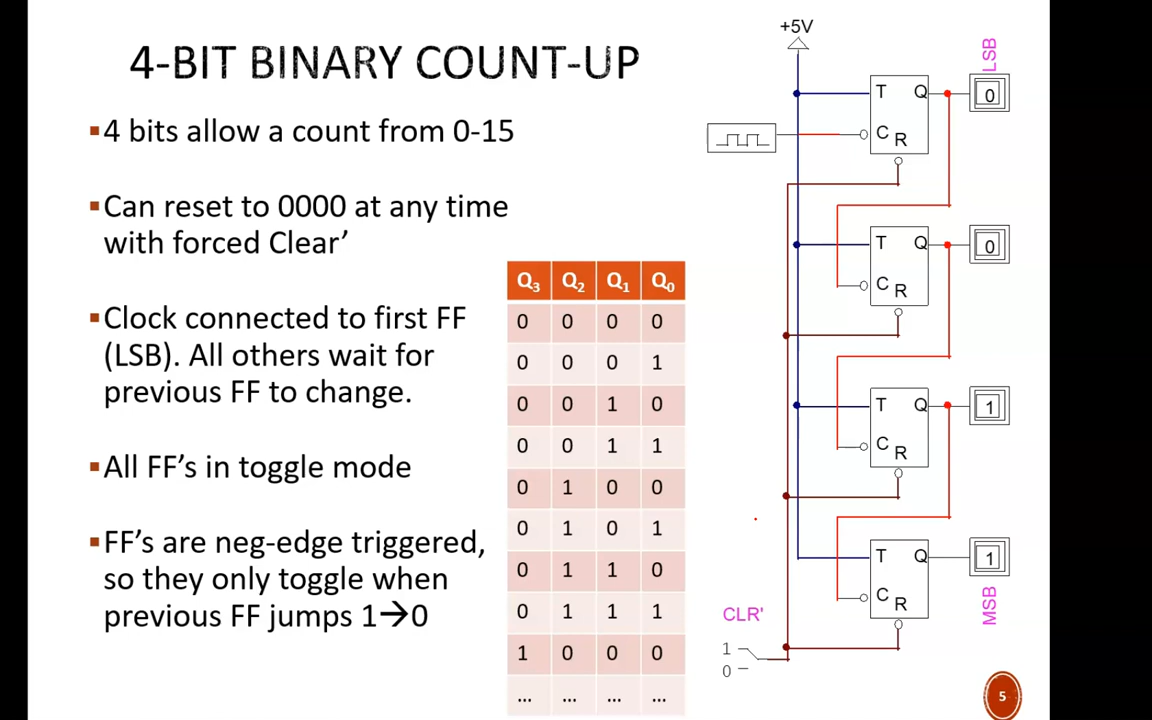 4-BIT BINARY COUNT-UP
▪4 bits allow a count from 0-15
▪Can reset to 0000 at any time
with forced Clear’
▪Clock connected to first FF
(LSB). All others wait for
previous FF to change.
▪All FF’s in toggle mode
▪FF’s are neg-edge triggered,
so they only toggle when
previous FF jumps 1→0
Q3 Q2 Q1 Q0
0 0 0 0
0 0 0 1
0 0 1 0
0 0 1 1
0 1 0 0
0 1 0 1
0 1 1 0
0 1 1 1
1 0 0 0
... ... ... ...
+5V
LSB
T Q 0
C R
T Q 0
C R
T Q 1
C R
T Q 1
C R
MSB
CLR'
1
0
5